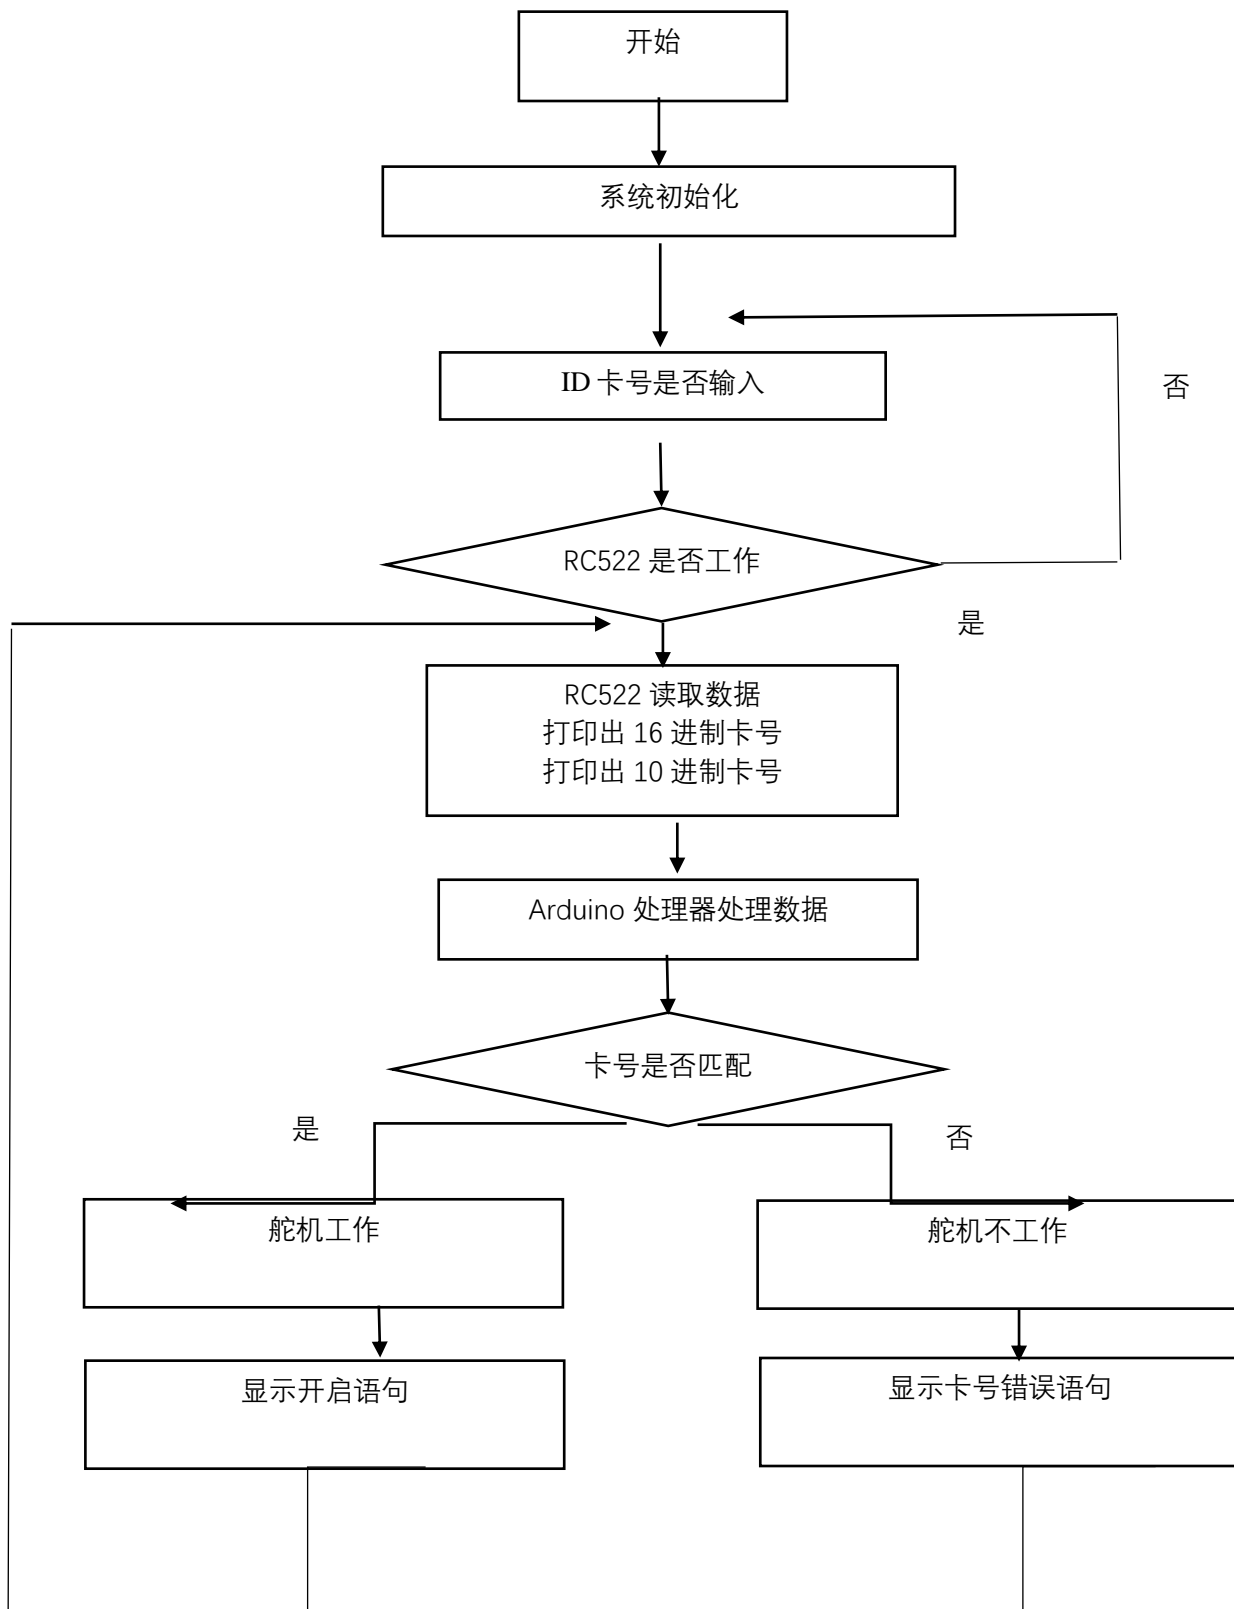 开始
系统初始化
ID 卡号是否输入
否
RC522 是否工作
是
RC522 读取数据
打印出 16 进制卡号
打印出 10 进制卡号
Arduino 处理器处理数据
卡号是否匹配
是
否
舵机工作
舵机不工作
显示开启语句
显示卡号错误语句